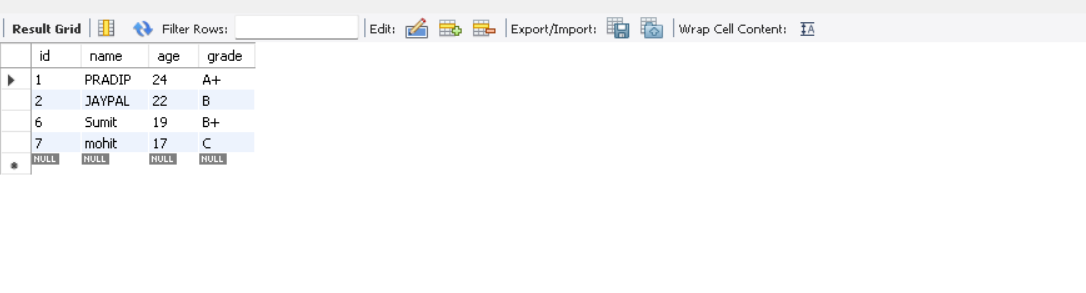 Result Grid Filter Rows: Edit: Export/Import: Wrap Cell Content: IA
id name age grade
1 PRADIP 24 A+
2 JAYPAL 22 B
6 Sumit 19 B+
7 mohit 17 C
NULL NULL NULL NULL